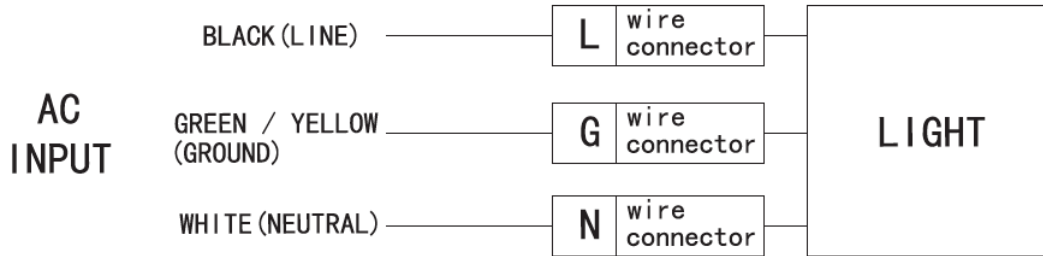 AC
INPUT
BLACK(LINE)
L
wire
connector
GREEN / YELLOW
(GROUND)
G
wire
connector
WHITE(NEUTRAL)
N
wire
connector
LIGHT